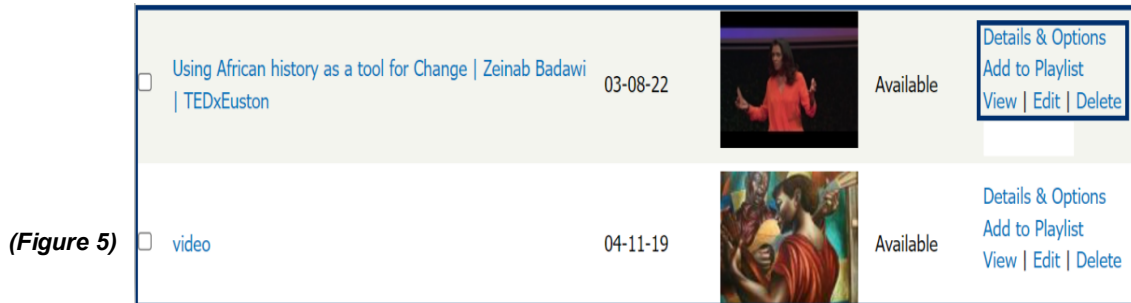 Using African history as a tool for Change | Zeinab Badawi
| TEDxEuston
03-08-22
Available
Details & Options
Add to Playlist
View | Edit | Delete
(Figure 5)
video
04-11-19
Available
Details & Options
Add to Playlist
View | Edit | Delete